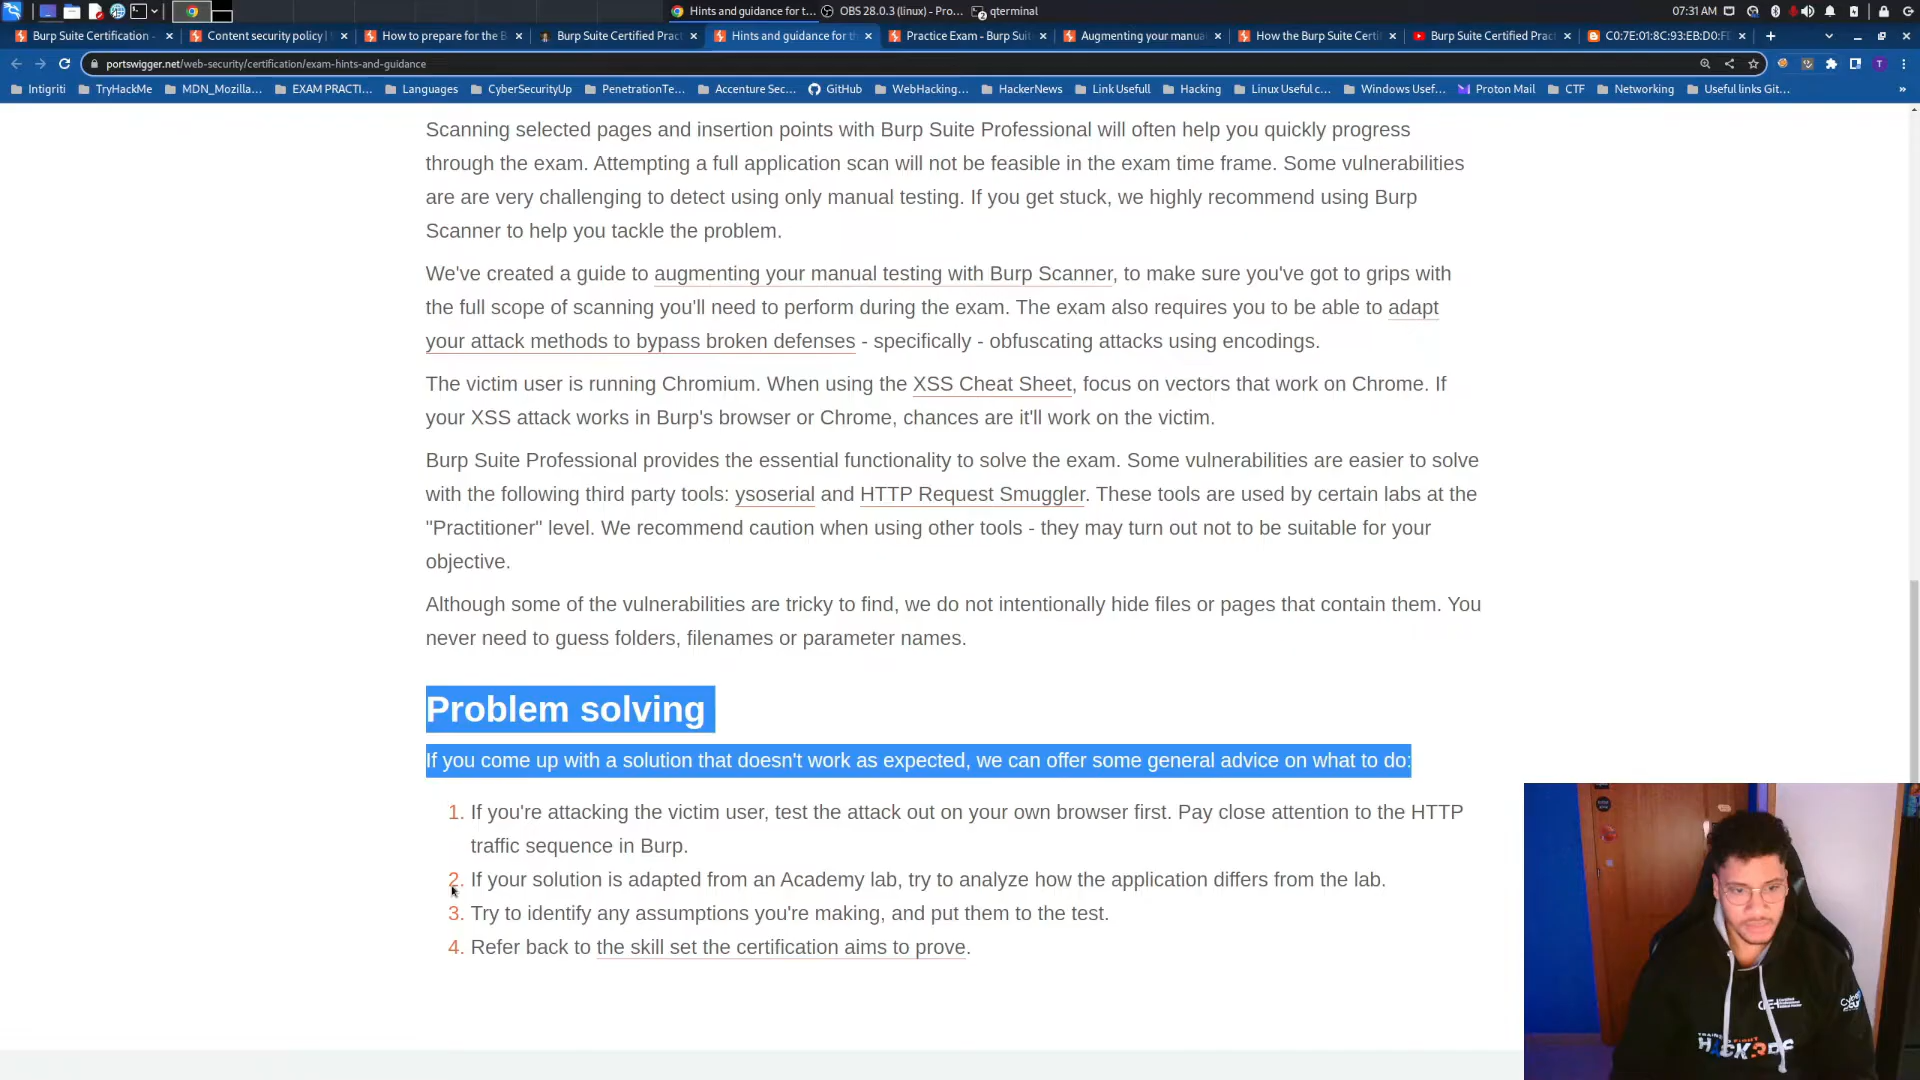 07:31 AM
Hints and guidance for t...
OBS 28.0.3 (linux) - Pro...
qterminal
Burp Suite Certification -
Content security policy |
How to prepare for the B
Burp Suite Certified Pract
Hints and guidance for th
Practice Exam - Burp Suit
Augmenting your manua
How the Burp Suite Certi
Burp Suite Certified Prac
C0:7E:01:8C:93:EB:D0:F
portswigger.net/web-security/certification/exam-hints-and-guidance
Intigriti
TryHackMe
MDN_Mozilla...
EXAM PRACTI...
Languages
CyberSecurityUp
PenetrationTe...
Accenture Sec...
GitHub
WebHacking...
HackerNews
Link Usefull
Hacking
Linux Useful c...
Windows Usef...
Proton Mail
CTF
Networking
Useful links Git...
Scanning selected pages and insertion points with Burp Suite Professional will often help you quickly progress
through the exam. Attempting a full application scan will not be feasible in the exam time frame. Some vulnerabilities
are are very challenging to detect using only manual testing. If you get stuck, we highly recommend using Burp
Scanner to help you tackle the problem.
We've created a guide to augmenting your manual testing with Burp Scanner, to make sure you've got to grips with
the full scope of scanning you'll need to perform during the exam. The exam also requires you to be able to adapt
your attack methods to bypass broken defenses - specifically - obfuscating attacks using encodings.
The victim user is running Chromium. When using the XSS Cheat Sheet, focus on vectors that work on Chrome. If
your XSS attack works in Burp's browser or Chrome, chances are it'll work on the victim.
Burp Suite Professional provides the essential functionality to solve the exam. Some vulnerabilities are easier to solve
with the following third party tools: ysoserial and HTTP Request Smuggler. These tools are used by certain labs at the
"Practitioner" level. We recommend caution when using other tools - they may turn out not to be suitable for your
objective.
Although some of the vulnerabilities are tricky to find, we do not intentionally hide files or pages that contain them. You
never need to guess folders, filenames or parameter names.
Problem solving
If you come up with a solution that doesn't work as expected, we can offer some general advice on what to do:
1. If you're attacking the victim user, test the attack out on your own browser first. Pay close attention to the HTTP
traffic sequence in Burp.
2. If your solution is adapted from an Academy lab, try to analyze how the application differs from the lab.
3. Try to identify any assumptions you're making, and put them to the test.
4. Refer back to the skill set the certification aims to prove.